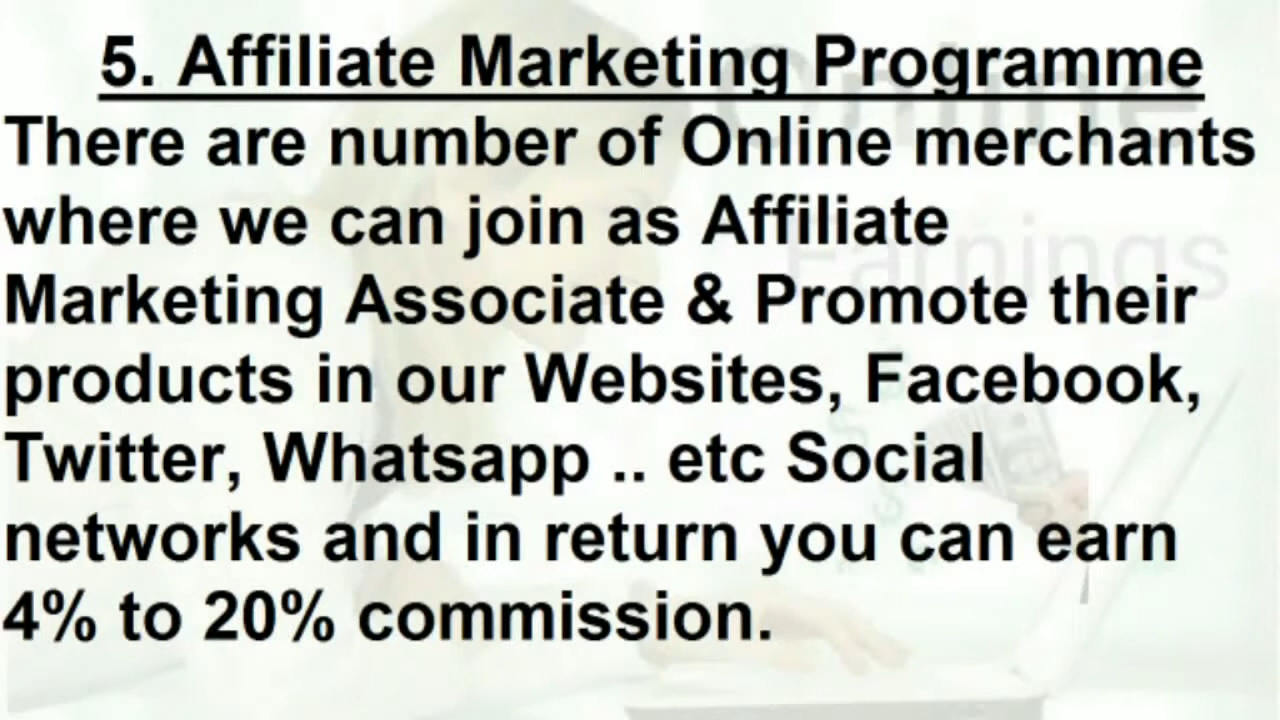 5. Affiliate Marketing Programme
There are number of Online merchants
where we can join as Affiliate
Marketing Associate & Promote their
products in our Websites, Facebook,
Twitter, Whatsapp .. etc Social
networks and in return you can earn
4% to 20% commission.
Online
Earnings